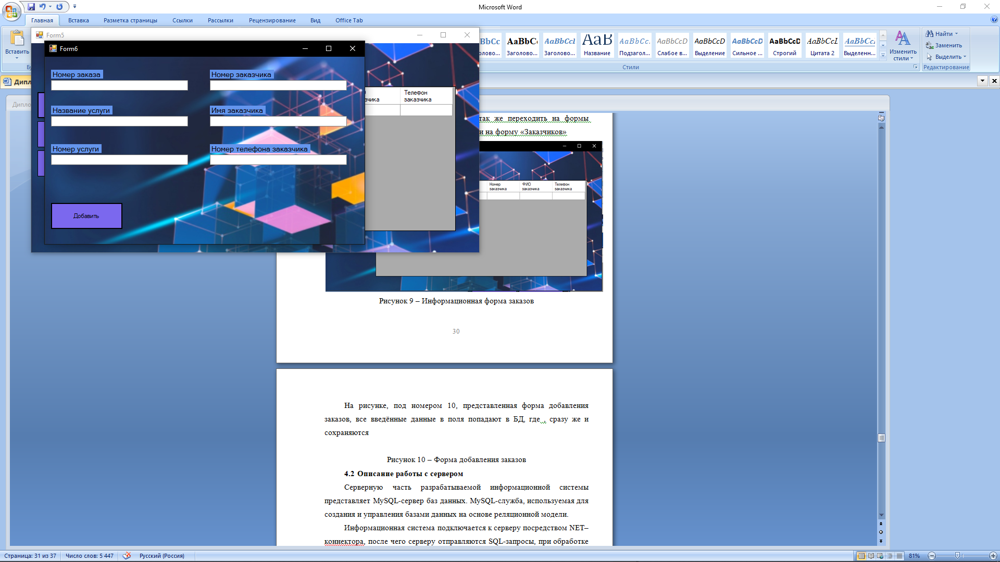 Microsoft Word
Главная
Вставка
Разметка страницы
Ссылки
Рассылки
Рецензирование
Вид
Office Tab
Вставить
AaBbCc
AaBbCcI
AaB
AaBbCc.
AaBbCcD
AaBbCcD
AaBbCcD
AaBbCcD
AaBbCcI
AaBbCc
Заголово...
Заголово...
Название
Подзагол...
Слабое в...
Выделение
Сильное ...
Строгий
Цитата 2
Выделенн...
Изменить
стили
Найти
Заменить
Выделить
Стили
Редактирование
Form5
Form6
Номер заказа
Номер заказчика
Название услуги
Имя заказчика
Номер услуги
Номер телефона заказчика
Добавить
Телефон
заказчика
так же переходить на формы
и на форму «Заказчиков»
Номер
заказчика
ФИО
заказчика
Телефон
заказчика
Рисунок 9 – Информационная форма заказов
30
На рисунке, под номером 10, представленная форма добавления
заказов, все введённые данные в поля попадают в БД, где , сразу же и
сохраняются
Рисунок 10 – Форма добавления заказов
4.2 Описание работы с сервером
Серверную часть разрабатываемой информационной системы
представляет MySQL-сервер баз данных. MySQL-служба, используемая для
создания и управления базами данных на основе реляционной модели.
Информационная система подключается к серверу посредством NET–
коннектора, после чего серверу отправляются SQL-запросы, при обработке
Страница: 31 из 37
Число слов: 5 447
Русский (Россия)
81%